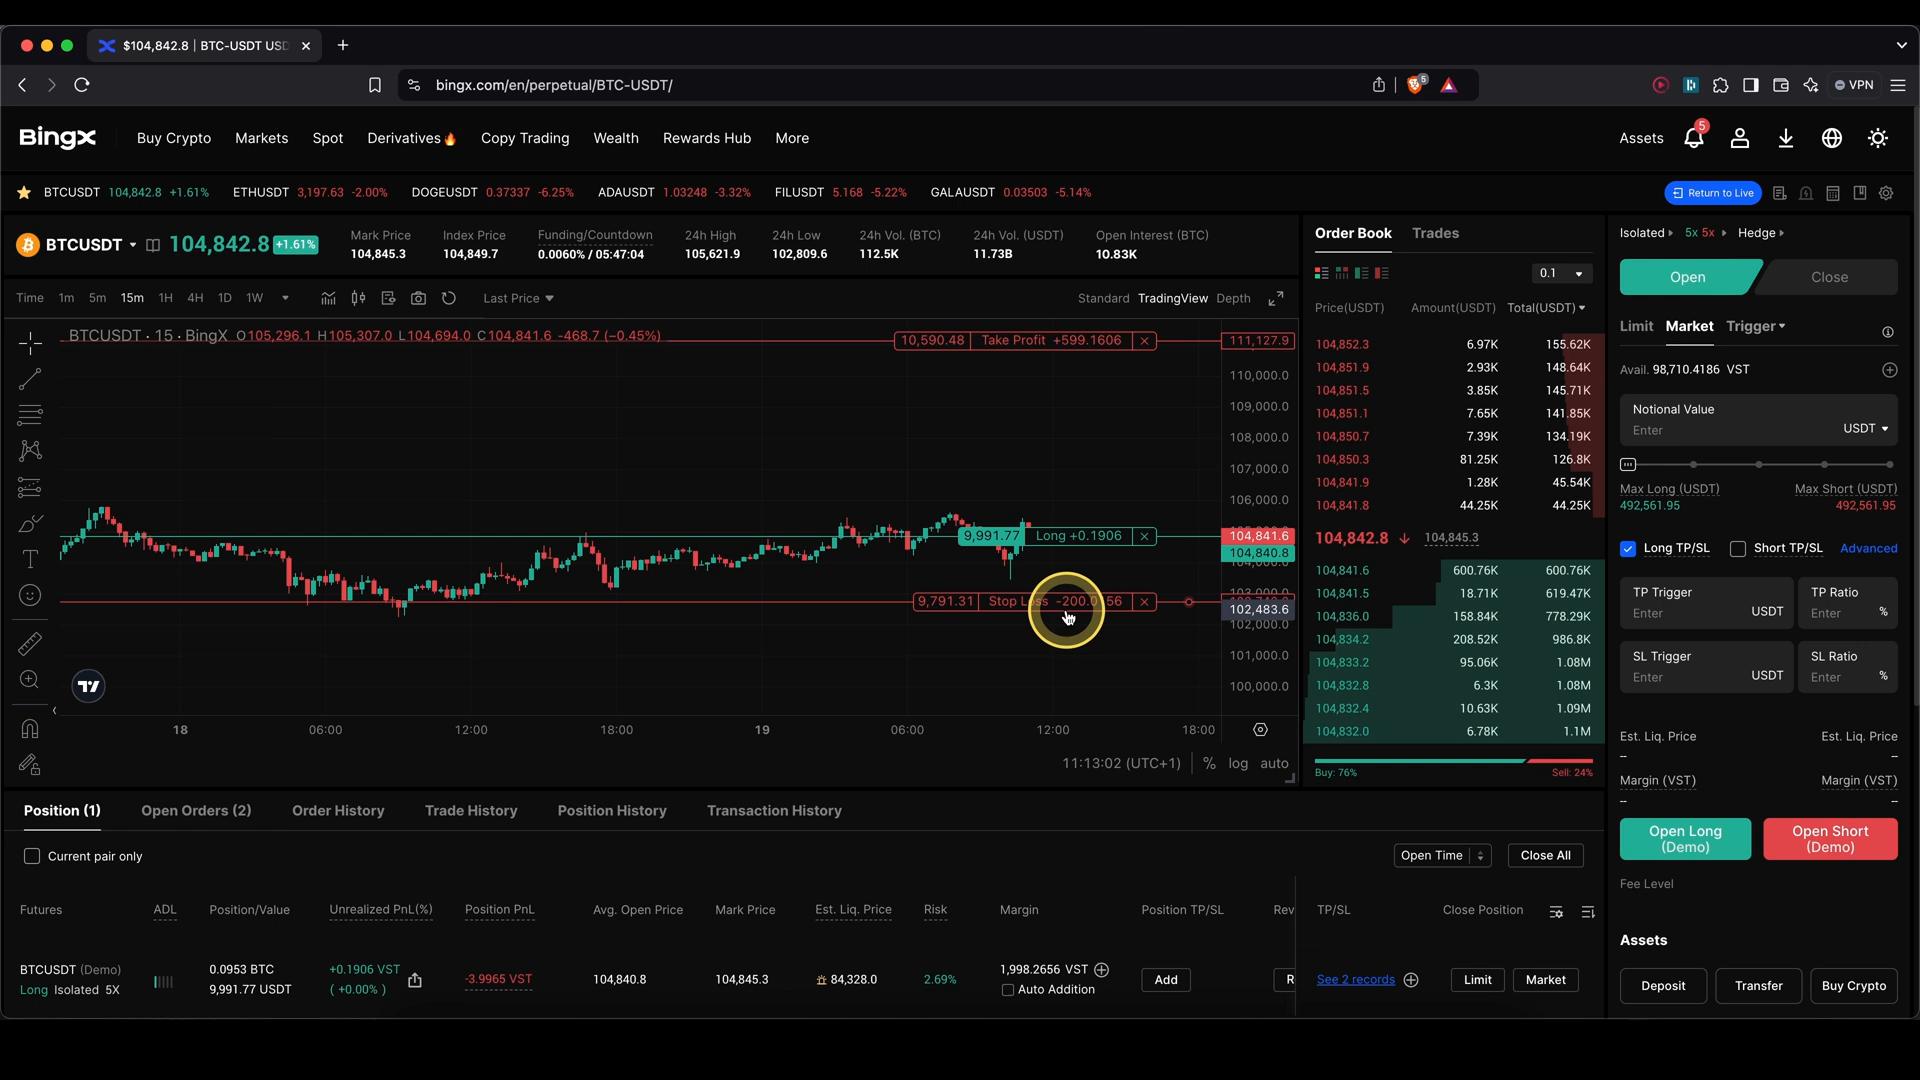 $104,842.8 | BTC-USDT USD
bingx.com/en/perpetual/BTC-USDT/
5
VPN
BingX
Buy Crypto
Markets
Spot
Derivatives
Copy Trading
Wealth
Rewards Hub
More
Assets
5
BTCUSDT 104,842.8 +1.61%
ETHUSDT 3,197.63 -2.00%
DOGEUSDT 0.37337 -6.25%
ADAUSDT 1.03248 -3.32%
FILUSDT 5.168 -5.22%
GALAUSDT 0.03503 -5.14%
Return to Live
BTCUSDT 104,842.8 +1.61%
Mark Price
104,845.3
Index Price
104,849.7
Funding/Countdown
0.0060% / 05:47:04
24h High
105,621.9
24h Low
102,809.6
24h Vol. (BTC)
112.5K
24h Vol. (USDT)
11.73B
Open Interest (BTC)
10.83K
Time 1m 5m 15m 1H 4H 1D 1W
Last Price
Standard TradingView Depth
BTCUSDT · 15 · BingX O105,296.1 H105,307.0 L104,694.0 C104,841.6 -468.7 (-0.45%)
10,590.48 Take Profit +599.1606
111,127.9
110,000.0
109,000.0
108,000.0
107,000.0
106,000.0
9,991.77 Long +0.1906
104,841.6
104,840.8
9,791.31 Stop Loss -200.0156
102,483.6
102,000.0
101,000.0
100,000.0
18 06:00 12:00 18:00 19 06:00 12:00 18:00
11:13:02 (UTC+1) % log auto
Order Book Trades
0.1
Price(USDT) Amount(USDT) Total(USDT)
104,852.3 6.97K 155.62K
104,851.9 2.93K 148.64K
104,851.5 3.85K 145.71K
104,851.1 7.65K 141.85K
104,850.7 7.39K 134.19K
104,850.3 81.25K 126.8K
104,841.9 1.28K 45.54K
104,841.8 44.25K 44.25K
104,842.8 104,845.3
104,841.6 600.76K 600.76K
104,841.5 18.71K 619.47K
104,836.0 158.84K 778.29K
104,834.2 208.52K 986.8K
104,833.2 95.06K 1.08M
104,832.8 6.3K 1.08M
104,832.4 10.63K 1.09M
104,832.0 6.78K 1.1M
Buy: 76% Sell: 24%
Isolated 5x 5x Hedge
Open Close
Limit Market Trigger
Avail. 98,710.4186 VST
Notional Value
Enter USDT
Max Long (USDT) Max Short (USDT)
492,561.95 492,561.95
Long TP/SL Short TP/SL Advanced
TP Trigger TP Ratio
Enter USDT Enter %
SL Trigger SL Ratio
Enter USDT Enter %
Est. Liq. Price Est. Liq. Price
-- --
Margin (VST) Margin (VST)
-- --
Open Long (Demo)
Open Short (Demo)
Fee Level
Assets
Deposit Transfer Buy Crypto
Position (1) Open Orders (2) Order History Trade History Position History Transaction History
Current pair only
Open Time Close All
Futures ADL Position/Value Unrealized PnL(%) Position PnL Avg. Open Price Mark Price Est. Liq. Price Risk Margin Position TP/SL Rev TP/SL Close Position
BTCUSDT (Demo) 0.0953 BTC +0.1906 VST -3.9965 VST 104,840.8 104,845.3 84,328.0 2.69% 1,998.2656 VST Add R See 2 records Limit Market
Long Isolated 5X 9,991.77 USDT ( +0.00% ) Auto Addition